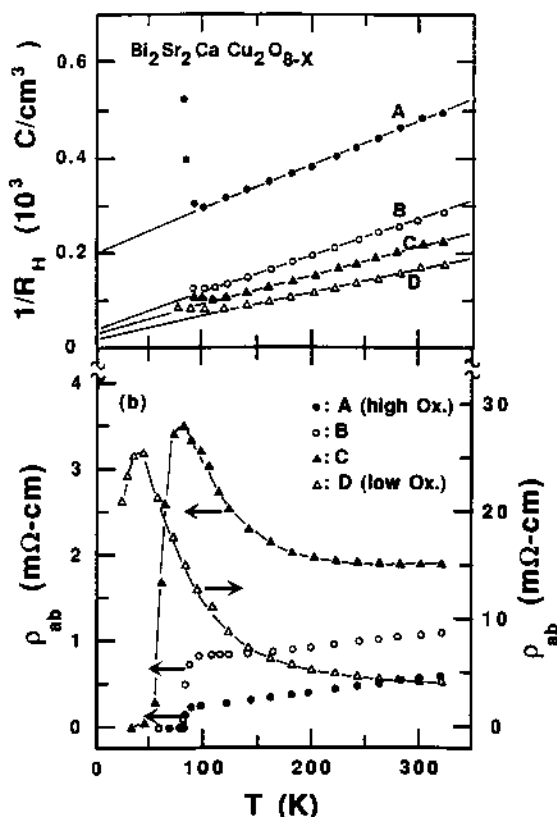 Bi2Sr2Ca Cu2O8-X
0.6
0.4
0.2
0
1/RH (10^3 C/cm^3)
A
B
C
D
(b)
4
3
2
1
0
ρab (mΩ-cm)
30
20
10
0
ρab (mΩ-cm)
●: A (high Ox.)
○: B
▲: C
△: D (low Ox.)
0
100
200
300
T (K)